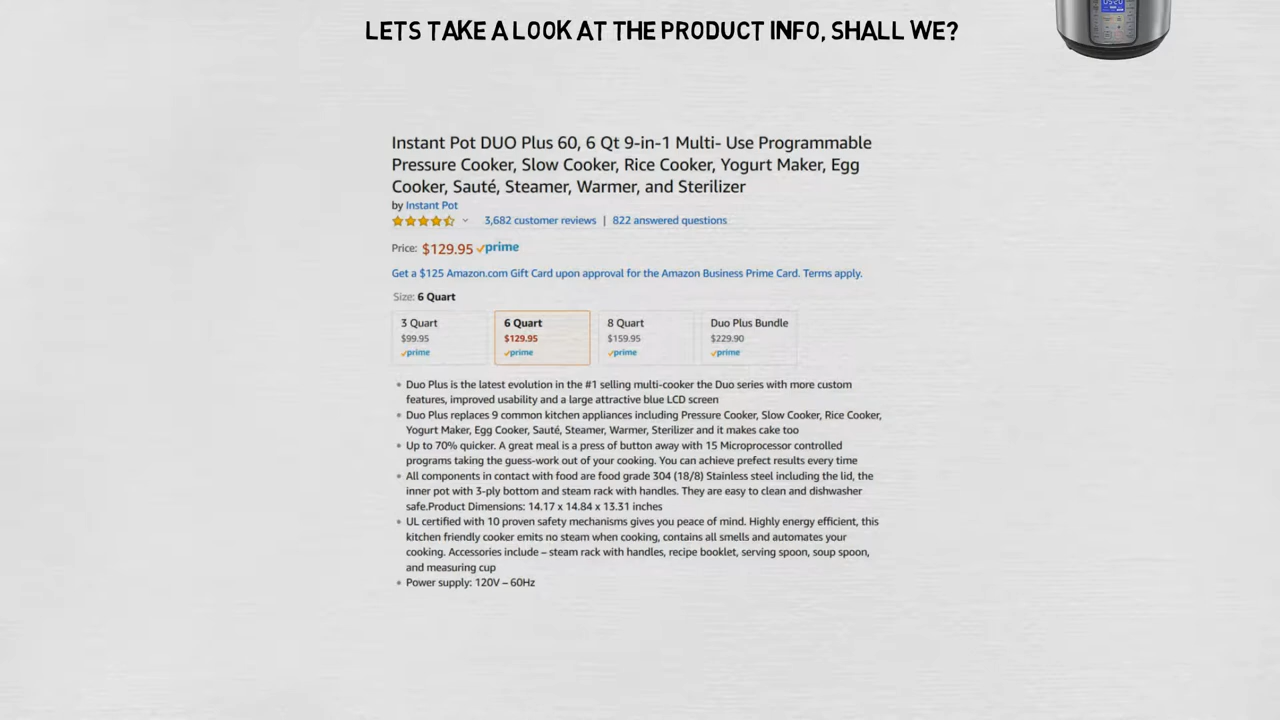 LETS TAKE A LOOK AT THE PRODUCT INFO, SHALL WE?
Instant Pot DUO Plus 60, 6 Qt 9-in-1 Multi- Use Programmable
Pressure Cooker, Slow Cooker, Rice Cooker, Yogurt Maker, Egg
Cooker, Sauté, Steamer, Warmer, and Sterilizer
by Instant Pot
3,682 customer reviews | 822 answered questions
Price: $129.95 prime
Get a $125 Amazon.com Gift Card upon approval for the Amazon Business Prime Card. Terms apply.
Size: 6 Quart
3 Quart 6 Quart 8 Quart Duo Plus Bundle
$99.95 $129.95 $159.95 $229.90
prime prime prime prime
• Duo Plus is the latest evolution in the #1 selling multi-cooker the Duo series with more custom
features, improved usability and a large attractive blue LCD screen
• Duo Plus replaces 9 common kitchen appliances including Pressure Cooker, Slow Cooker, Rice Cooker,
Yogurt Maker, Egg Cooker, Sauté, Steamer, Warmer, Sterilizer and it makes cake too
• Up to 70% quicker. A great meal is a press of button away with 15 Microprocessor controlled
programs taking the guess-work out of your cooking. You can achieve prefect results every time
• All components in contact with food are food grade 304 (18/8) Stainless steel including the lid, the
inner pot with 3-ply bottom and steam rack with handles. They are easy to clean and dishwasher
safe.Product Dimensions: 14.17 x 14.84 x 13.31 inches
• UL certified with 10 proven safety mechanisms gives you peace of mind. Highly energy efficient, this
kitchen friendly cooker emits no steam when cooking, contains all smells and automates your
cooking. Accessories include – steam rack with handles, recipe booklet, serving spoon, soup spoon,
and measuring cup
• Power supply: 120V – 60Hz